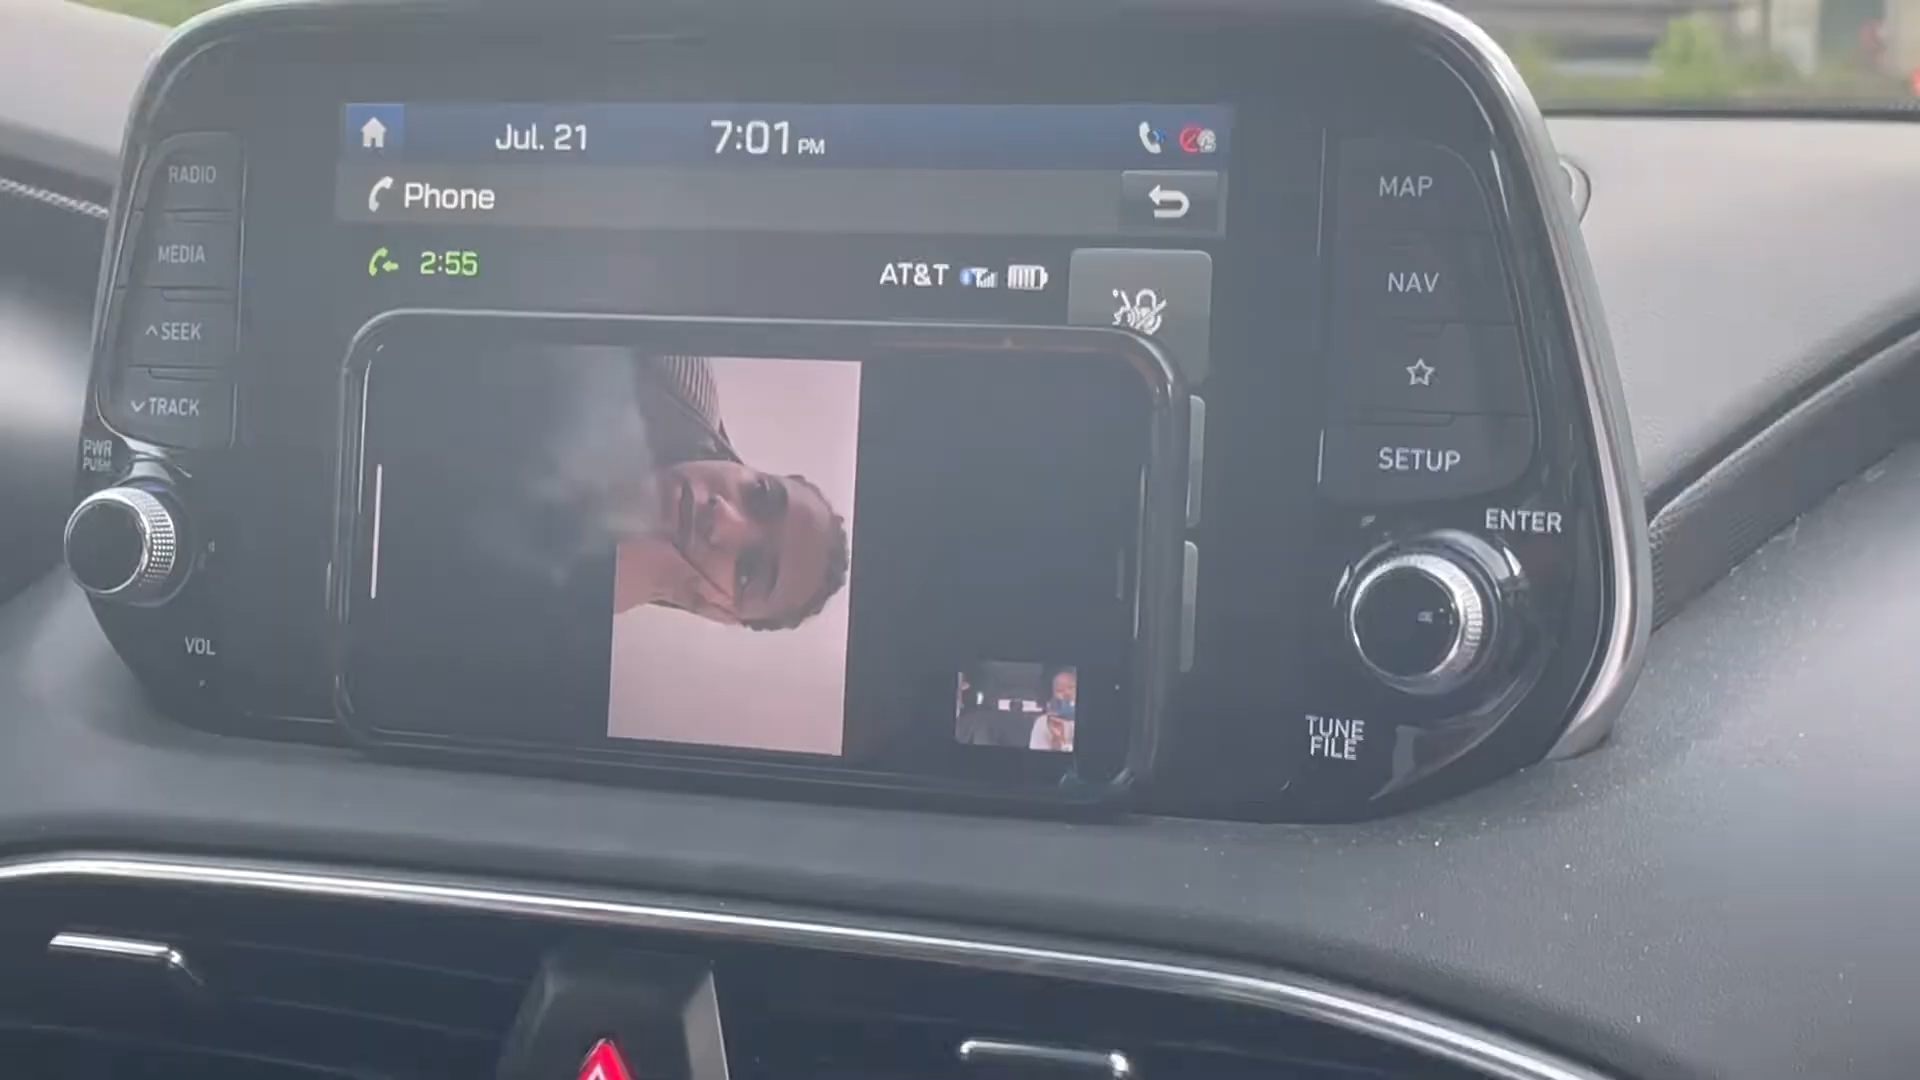 Jul. 21
7:01 PM
Phone
2:55
AT&T
RADIO
MEDIA
SEEK
TRACK
PWR
PUSH
VOL
MAP
NAV
SETUP
ENTER
TUNE
FILE